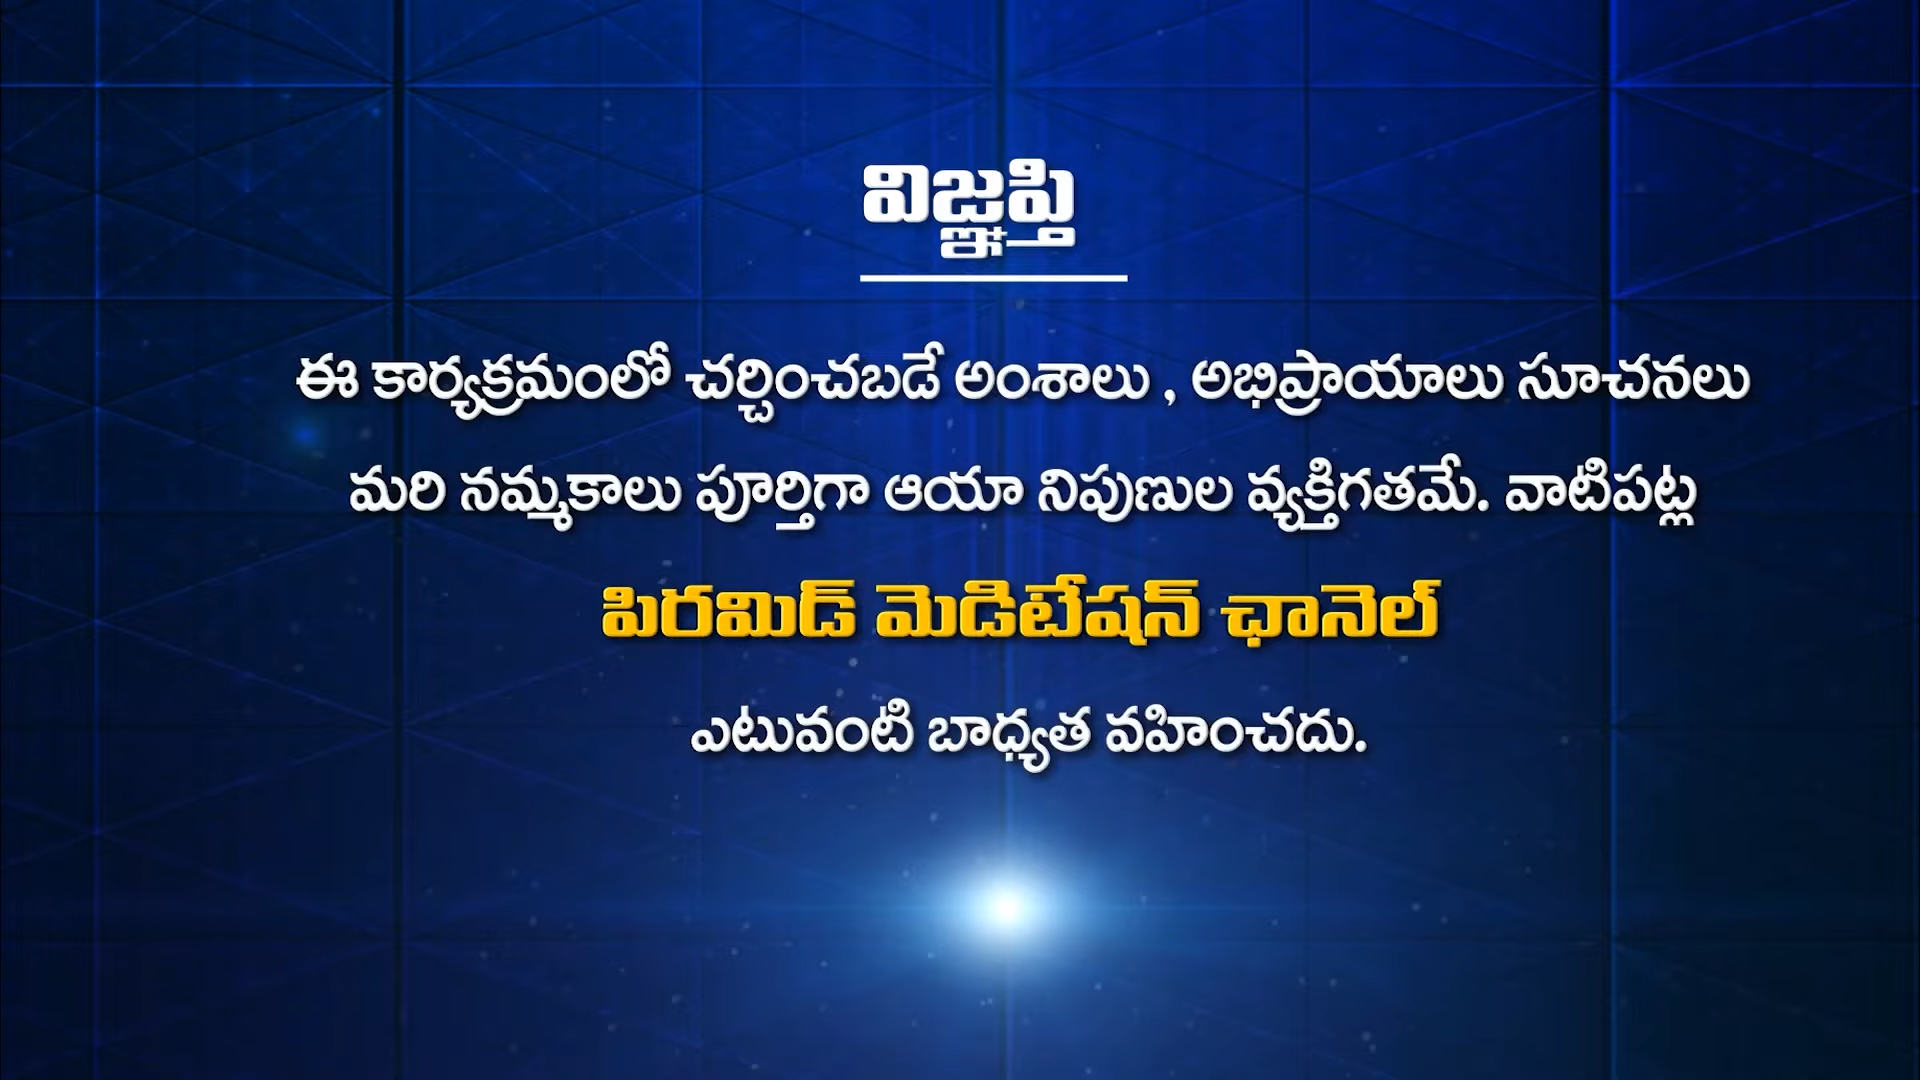 విజ్ఞప్తి
ఈ కార్యక్రమంలో చర్చించబడే అంశాలు , అభిప్రాయాలు సూచనలు
మరి నమ్మకాలు పూర్తిగా ఆయా నిపుణుల వ్యక్తిగతమే. వాటిపట్ల
పిరమిడ్ మెడిటేషన్ ఛానెల్
ఎటువంటి బాధ్యత వహించదు.